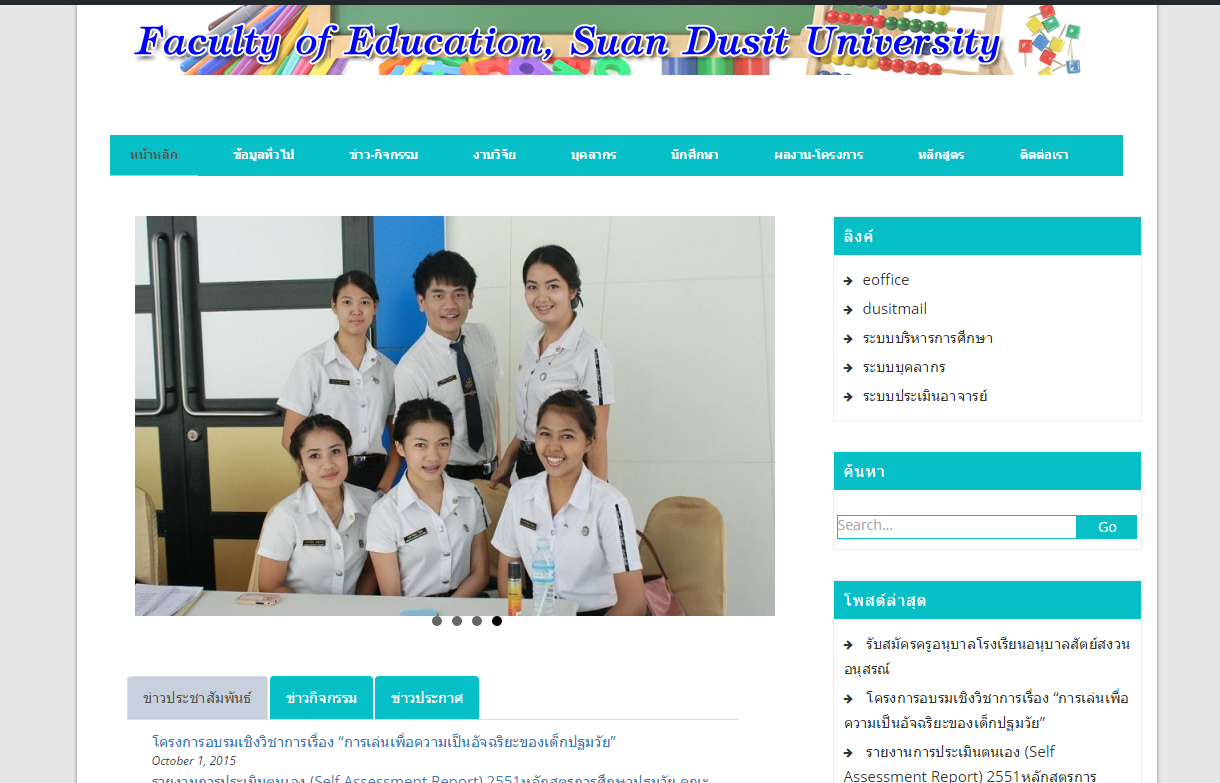 Faculty of Education, Suan Dusit University
หน้าหลัก ข้อมูลทั่วไป ข่าว-กิจกรรม งานวิจัย บุคลากร นักศึกษา ผลงาน-โครงการ หลักสูตร ติดต่อเรา
ลิงค์
eoffice
dusitmail
ระบบบริหารการศึกษา
ระบบบุคลากร
ระบบประเมินอาจารย์
ค้นหา
Search...
Go
โพสต์ล่าสุด
รับสมัครครูอนุบาลโรงเรียนอนุบาลสัตย์สงวน
อนุสรณ์
โครงการอบรมเชิงวิชาการเรื่อง “การเล่นเพื่อ
ความเป็นอัจฉริยะของเด็กปฐมวัย”
รายงานการประเมินตนเอง (Self
Assessment Report) 2551หลักสูตรการ
ข่าวประชาสัมพันธ์ ข่าวกิจกรรม ข่าวประกาศ
โครงการอบรมเชิงวิชาการเรื่อง “การเล่นเพื่อความเป็นอัจฉริยะของเด็กปฐมวัย”
October 1, 2015
รายงานการประเมินตนเอง (Self Assessment Report) 2551หลักสูตรการศึกษาปฐมวัย คณะ